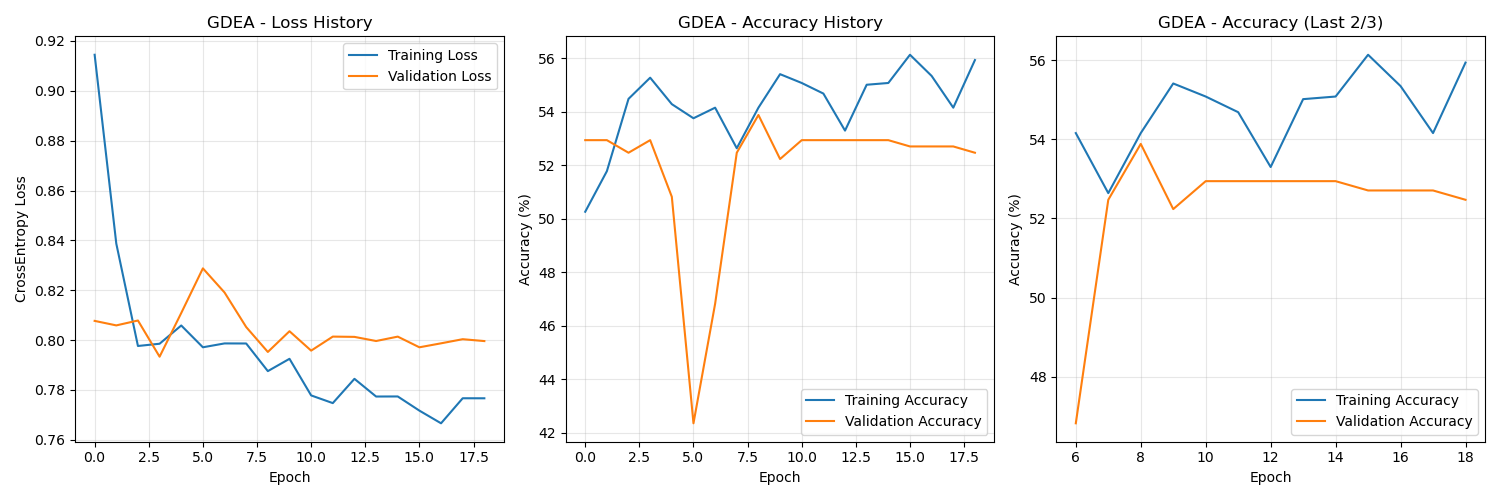 GDEA - Loss History
CrossEntropy Loss
0.92
0.90
0.88
0.86
0.84
0.82
0.80
0.78
0.76
Training Loss
Validation Loss
0.0 2.5 5.0 7.5 10.0 12.5 15.0 17.5
Epoch
GDEA - Accuracy History
Accuracy (%)
56
54
52
50
48
46
44
42
Training Accuracy
Validation Accuracy
0.0 2.5 5.0 7.5 10.0 12.5 15.0 17.5
Epoch
GDEA - Accuracy (Last 2/3)
Accuracy (%)
56
54
52
50
48
Training Accuracy
Validation Accuracy
6 8 10 12 14 16 18
Epoch